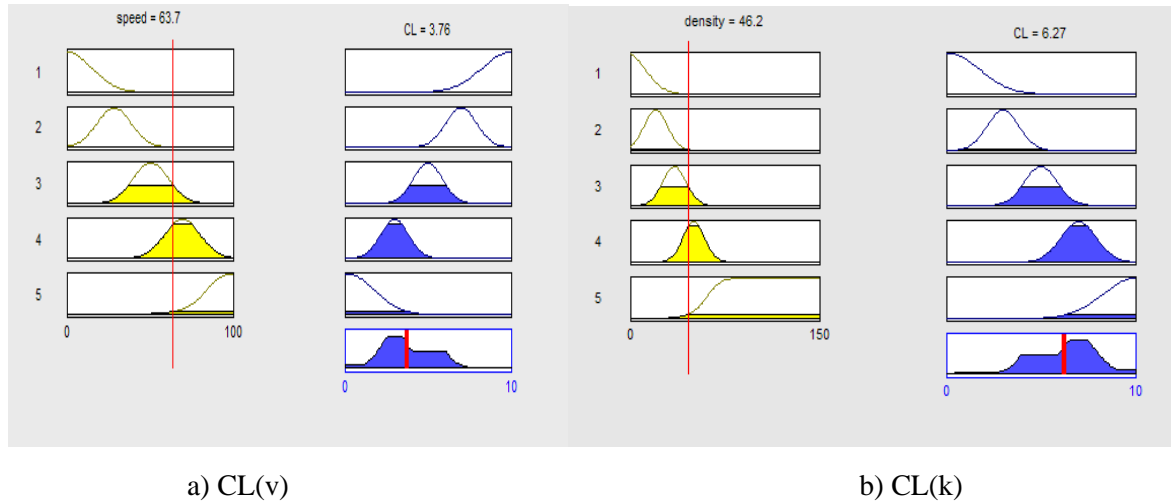 speed = 63.7
CL = 3.76
1
2
3
4
5
0 100
0 10
density = 46.2
CL = 6.27
1
2
3
4
5
0 150
0 10
a) CL(v)
b) CL(k)